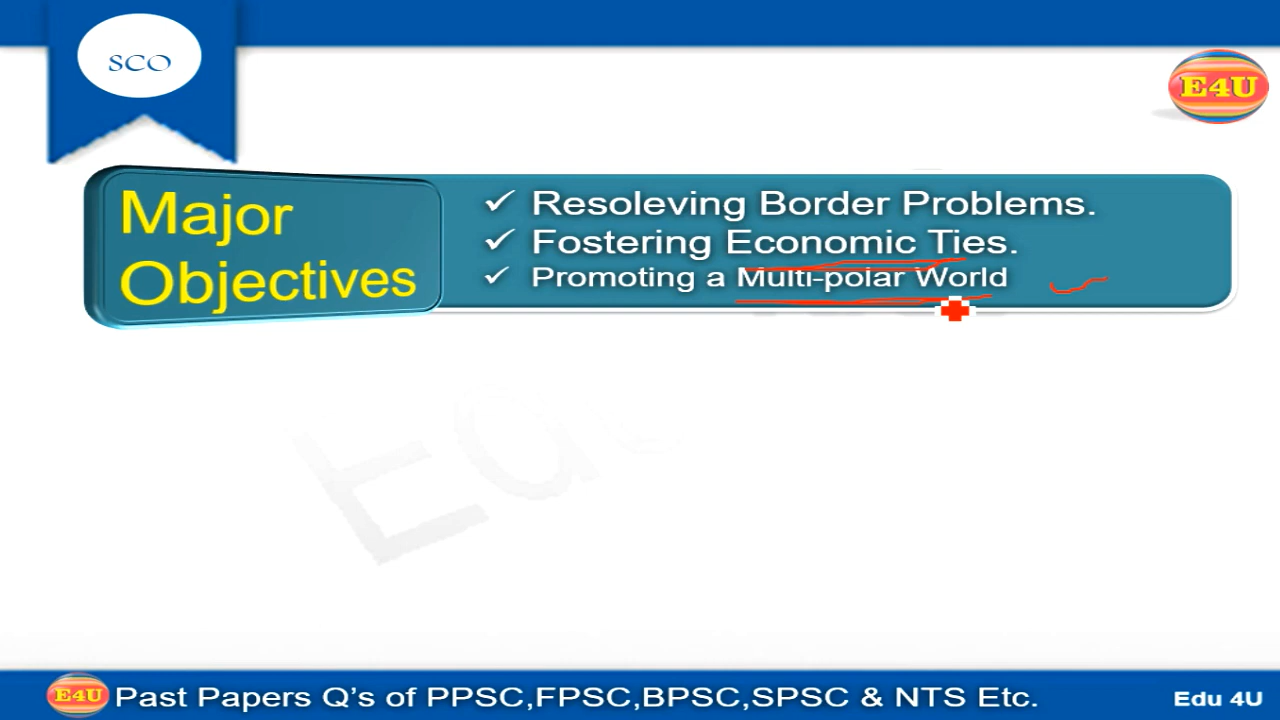 SCO
E4U
Major
Objectives
✓ Resoleving Border Problems.
✓ Fostering Economic Ties.
✓ Promoting a Multi-polar World
Edu
E4U Past Papers Q's of PPSC,FPSC,BPSC,SPSC & NTS Etc.
Edu 4U